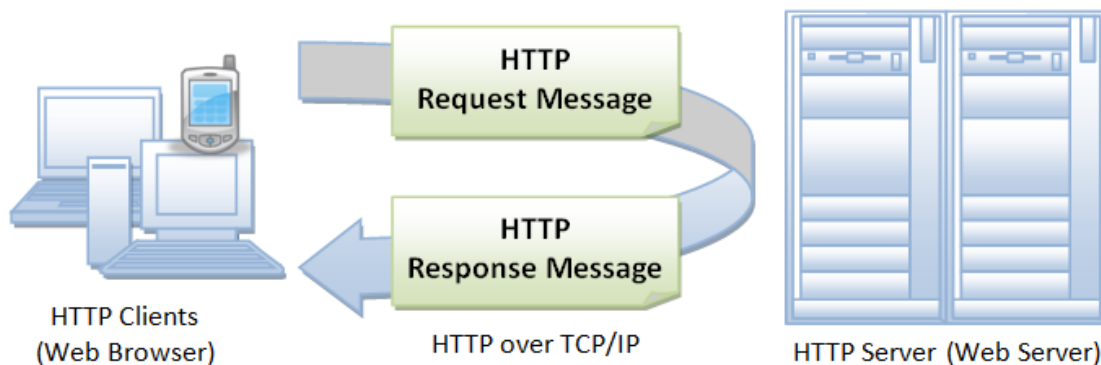 HTTP
Request Message
HTTP
Response Message
HTTP Clients
(Web Browser)
HTTP over TCP/IP
HTTP Server (Web Server)